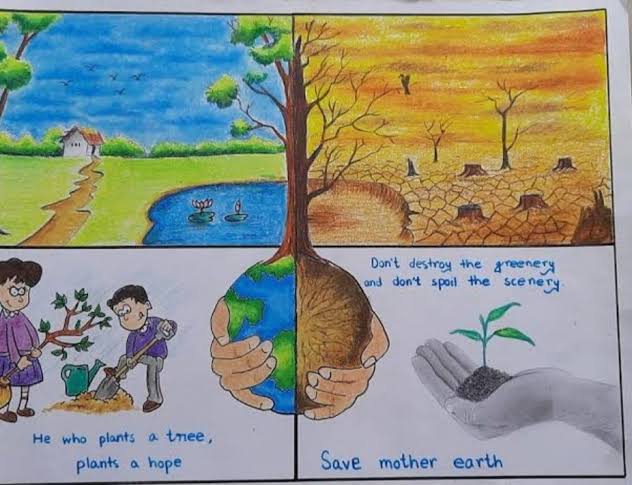 Don't destroy the greenery
and don't spoil the scenery.
He who plants a tree,
plants a hope
Save mother earth